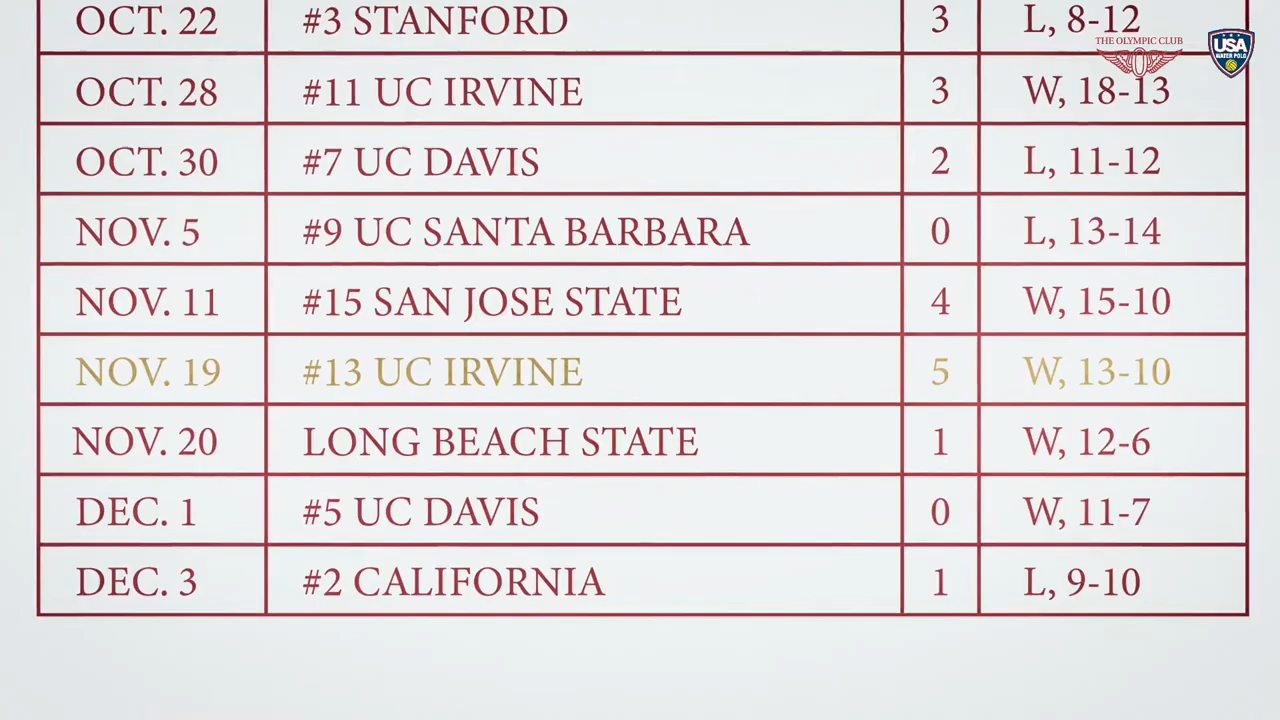 OCT. 22 #3 STANFORD 3 L, 8-12
THE OLYMPIC CLUB
USA
WATER POLO
OCT. 28 #11 UC IRVINE 3 W, 18-13
OCT. 30 #7 UC DAVIS 2 L, 11-12
NOV. 5 #9 UC SANTA BARBARA 0 L, 13-14
NOV. 11 #15 SAN JOSE STATE 4 W, 15-10
NOV. 19 #13 UC IRVINE 5 W, 13-10
NOV. 20 LONG BEACH STATE 1 W, 12-6
DEC. 1 #5 UC DAVIS 0 W, 11-7
DEC. 3 #2 CALIFORNIA 1 L, 9-10